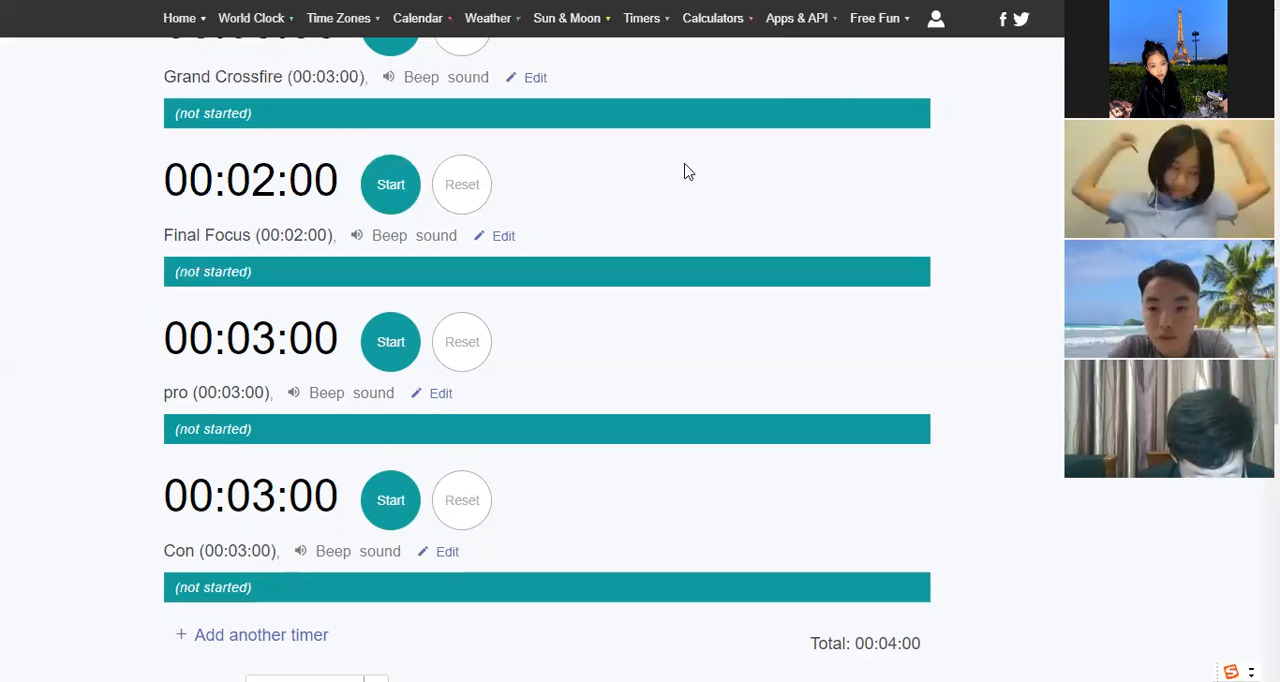 Home World Clock Time Zones Calendar Weather Sun & Moon Timers Calculators Apps & API Free Fun
Grand Crossfire (00:03:00), Beep sound Edit
(not started)
00:02:00 Start Reset
Final Focus (00:02:00), Beep sound Edit
(not started)
00:03:00 Start Reset
pro (00:03:00), Beep sound Edit
(not started)
00:03:00 Start Reset
Con (00:03:00), Beep sound Edit
(not started)
+ Add another timer
Total: 00:04:00